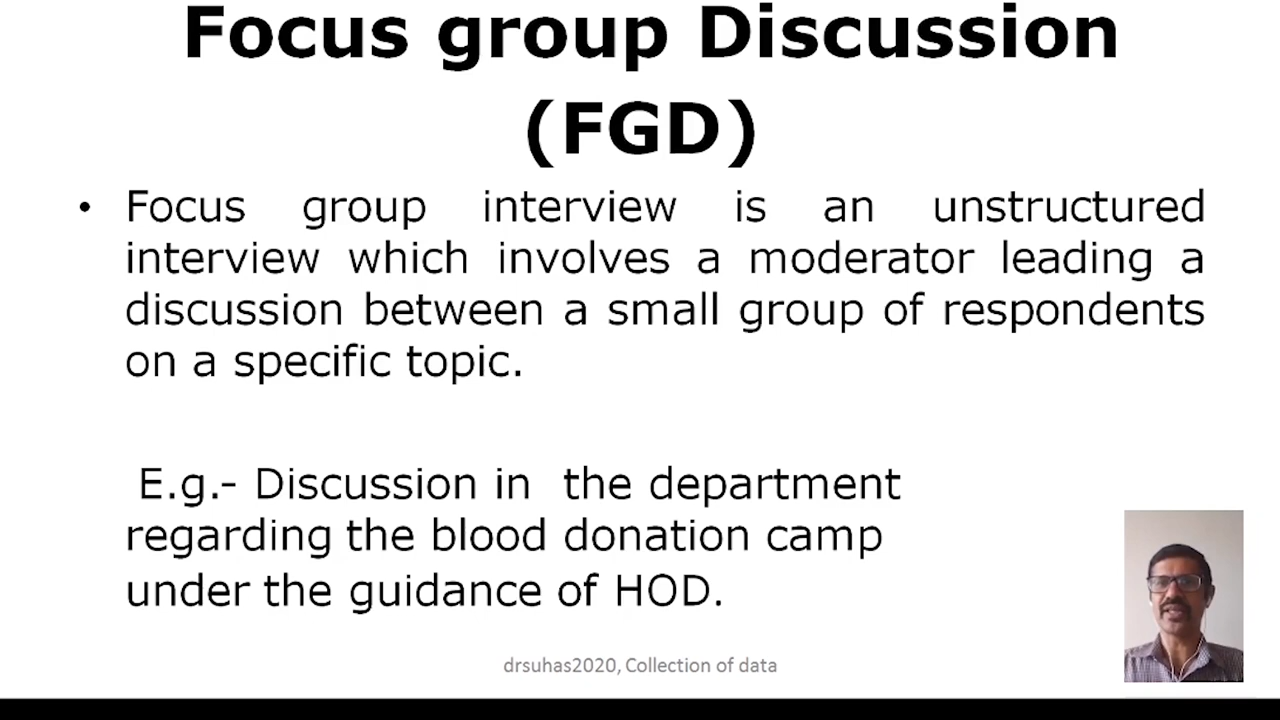 Focus group Discussion
(FGD)
• Focus group interview is an unstructured
interview which involves a moderator leading a
discussion between a small group of respondents
on a specific topic.
E.g.- Discussion in  the department
regarding the blood donation camp
under the guidance of HOD.
drsuhas2020, Collection of data